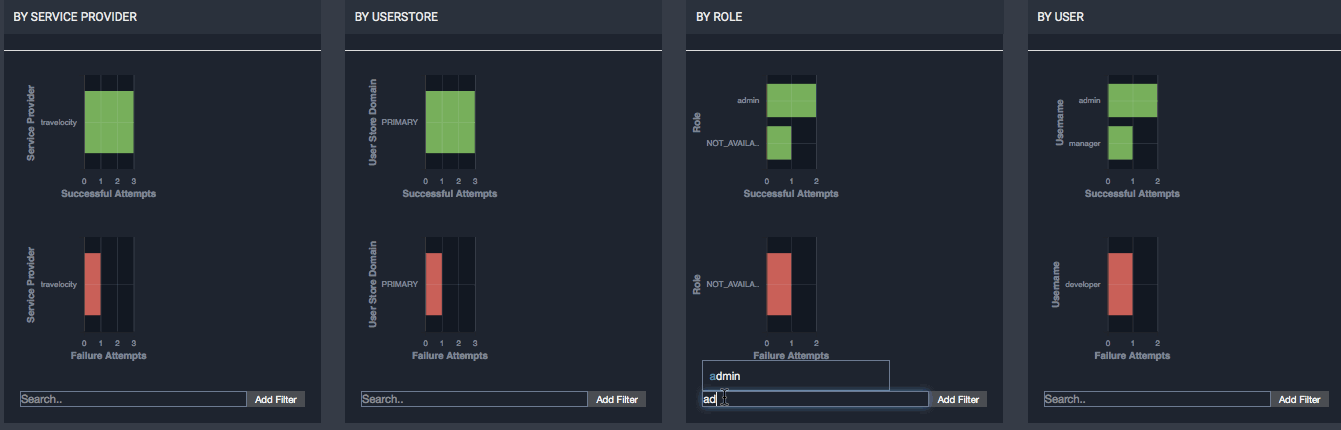 BY SERVICE PROVIDER
Service Provider
travelocity
0 1 2 3
Successful Attempts
Service Provider
travelocity
0 1 2 3
Failure Attempts
Search..
Add Filter
BY USERSTORE
User Store Domain
PRIMARY
0 1 2 3
Successful Attempts
User Store Domain
PRIMARY
0 1 2 3
Failure Attempts
Search..
Add Filter
BY ROLE
Role
admin
NOT_AVAILA..
0 1 2
Successful Attempts
Role
NOT_AVAILA..
0 1 2
Failure Attempts
admin
ad
Add Filter
BY USER
Username
admin
manager
0 1 2
Successful Attempts
Username
developer
0 1 2
Failure Attempts
Search..
Add Filter